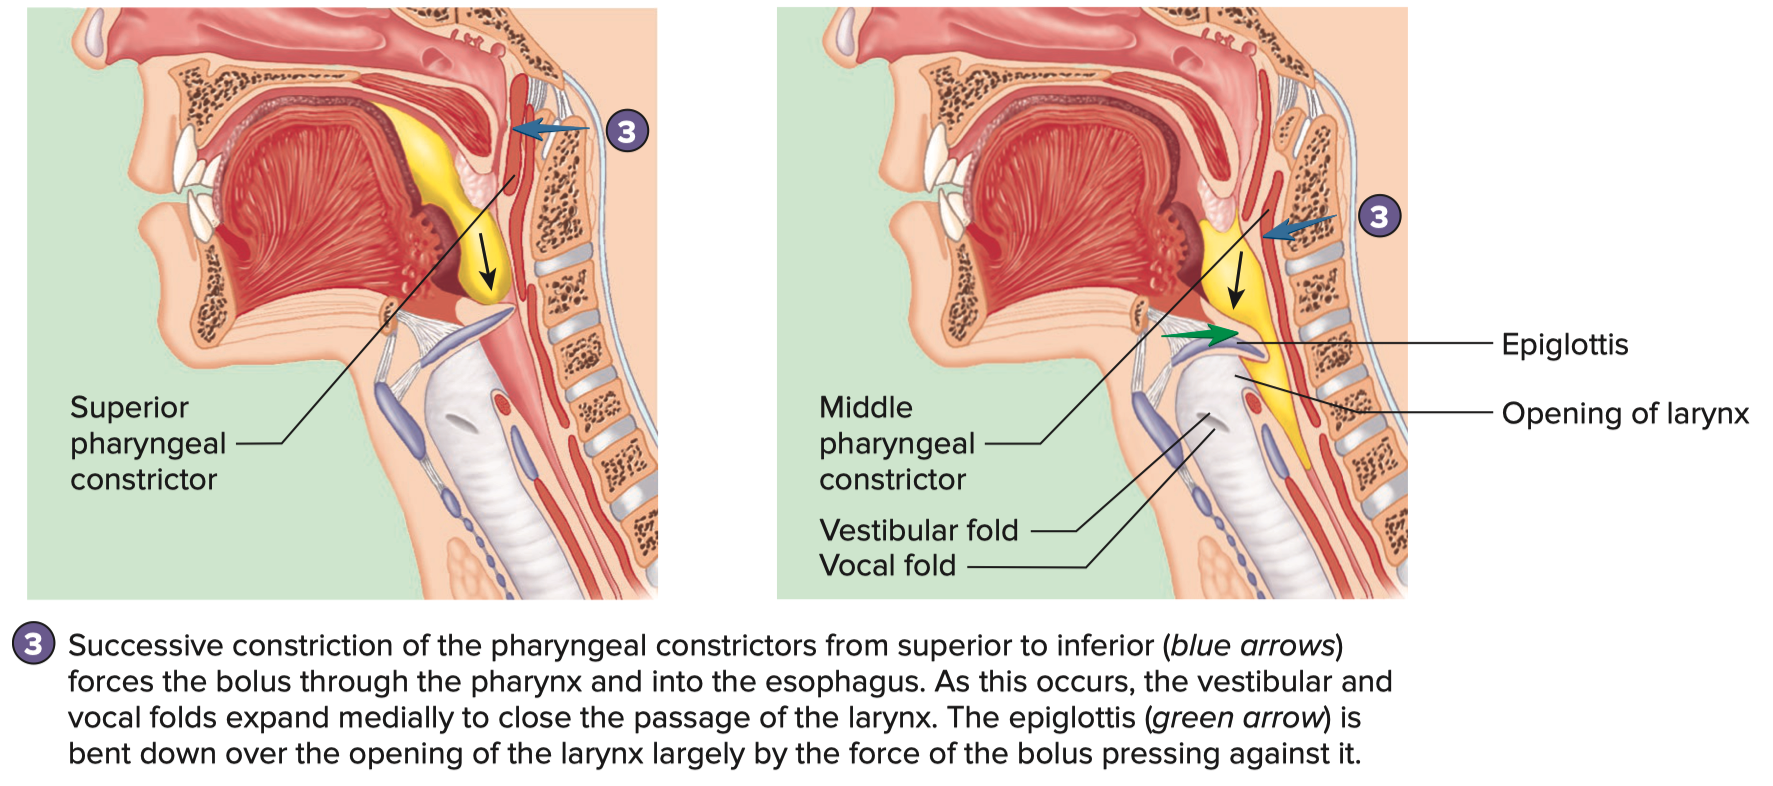 3
Superior
pharyngeal
constrictor
3
Epiglottis
Opening of larynx
Middle
pharyngeal
constrictor
Vestibular fold
Vocal fold
3 Successive constriction of the pharyngeal constrictors from superior to inferior (blue arrows)
forces the bolus through the pharynx and into the esophagus. As this occurs, the vestibular and
vocal folds expand medially to close the passage of the larynx. The epiglottis (green arrow) is
bent down over the opening of the larynx largely by the force of the bolus pressing against it.